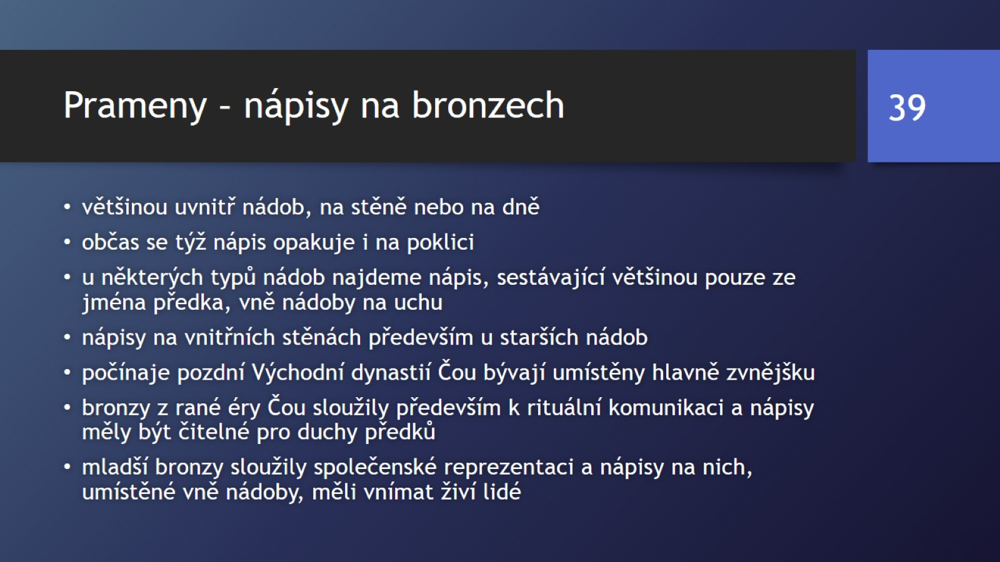 Prameny – nápisy na bronzech
39
• většinou uvnitř nádob, na stěně nebo na dně
• občas se týž nápis opakuje i na poklici
• u některých typů nádob najdeme nápis, sestávající většinou pouze ze
jména předka, vně nádoby na uchu
• nápisy na vnitřních stěnách především u starších nádob
• počínaje pozdní Východní dynastií Čou bývají umístěny hlavně zvnějšku
• bronzy z rané éry Čou sloužily především k rituální komunikaci a nápisy
měly být čitelné pro duchy předků
• mladší bronzy sloužily společenské reprezentaci a nápisy na nich,
umístěné vně nádoby, měli vnímat živí lidé